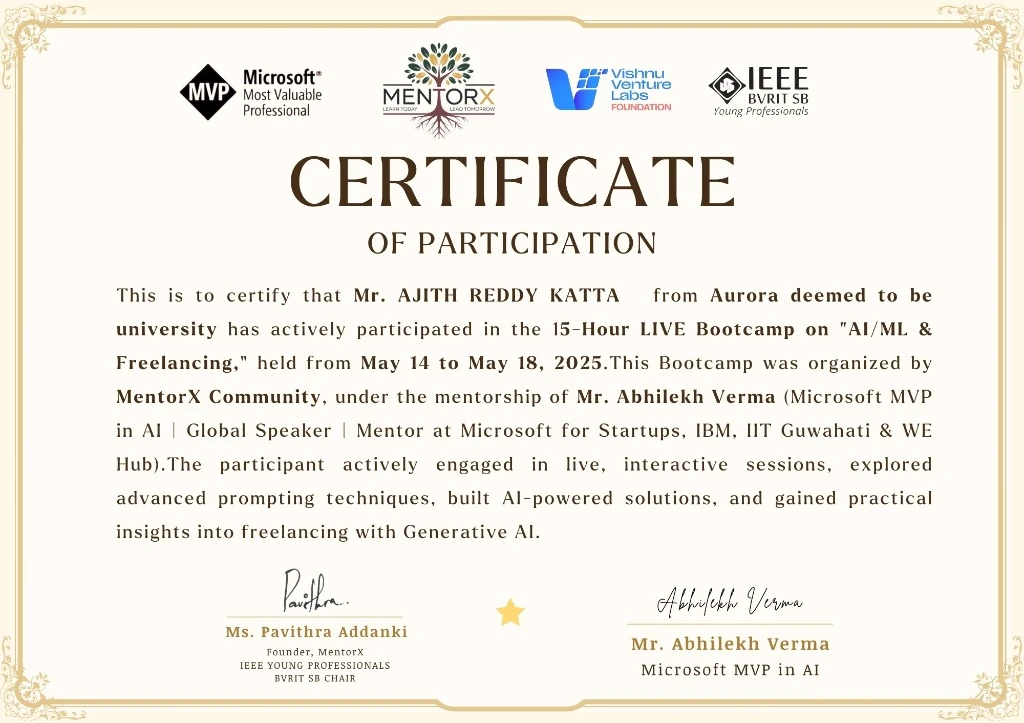 MVP
Microsoft®
Most Valuable
Professional
MENTORX
LEARN TODAY LEAD TOMORROW
Vishnu
Venture
Labs
FOUNDATION
IEEE
BVRIT SB
Young Professionals
CERTIFICATE
OF PARTICIPATION
This is to certify that Mr. AJITH REDDY KATTA from Aurora deemed to be
university has actively participated in the 15-Hour LIVE Bootcamp on "AI/ML &
Freelancing," held from May 14 to May 18, 2025.This Bootcamp was organized by
MentorX Community, under the mentorship of Mr. Abhilekh Verma (Microsoft MVP
in AI | Global Speaker | Mentor at Microsoft for Startups, IBM, IIT Guwahati & WE
Hub).The participant actively engaged in live, interactive sessions, explored
advanced prompting techniques, built AI-powered solutions, and gained practical
insights into freelancing with Generative AI.
Pavithra..
Ms. Pavithra Addanki
Founder, MentorX
IEEE YOUNG PROFESSIONALS
BVRIT SB CHAIR
Abhilekh Verma
Mr. Abhilekh Verma
Microsoft MVP in AI